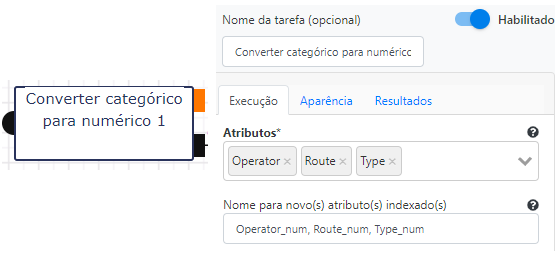 Converter categórico
para numérico 1
Nome da tarefa (opcional)
Habilitado
Converter categórico para numéricc
Execução
Aparência
Resultados
Atributos*
Operator ×
Route ×
Type ×
Nome para novo(s) atributo(s) indexado(s)
Operator_num, Route_num, Type_num